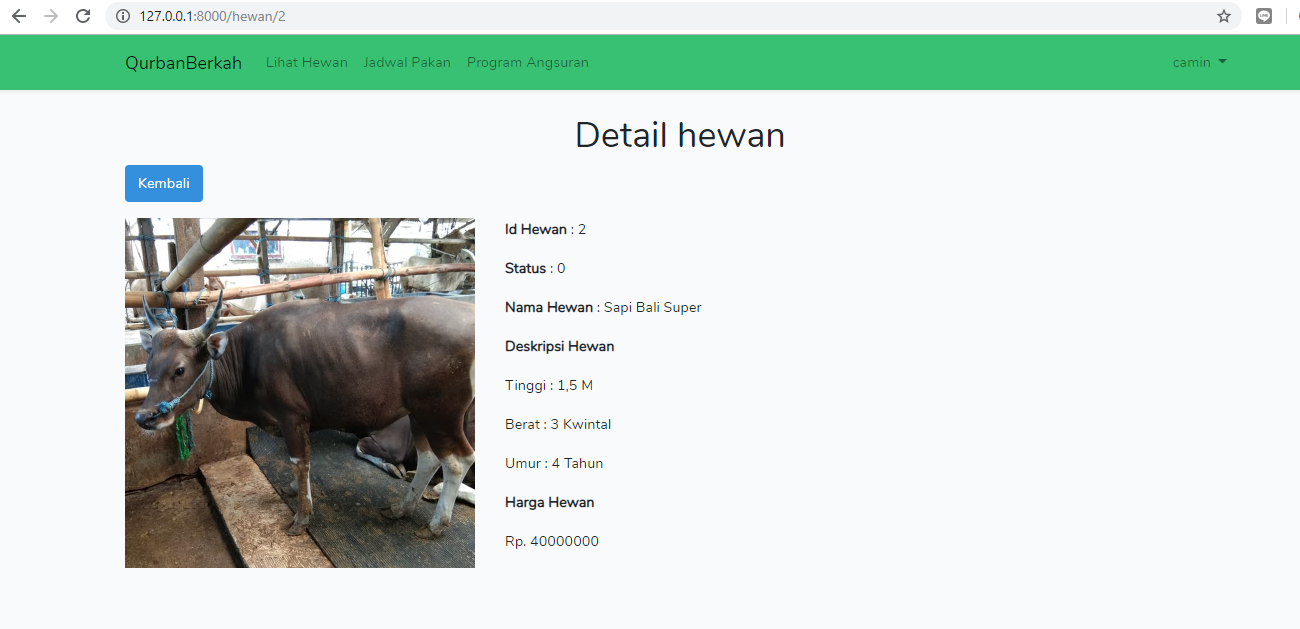 127.0.0.1:8000/hewan/2
QurbanBerkah Lihat Hewan Jadwal Pakan Program Angsuran camin
Detail hewan
Kembali
Id Hewan : 2
Status : 0
Nama Hewan : Sapi Bali Super
Deskripsi Hewan
Tinggi : 1,5 M
Berat : 3 Kwintal
Umur : 4 Tahun
Harga Hewan
Rp. 40000000